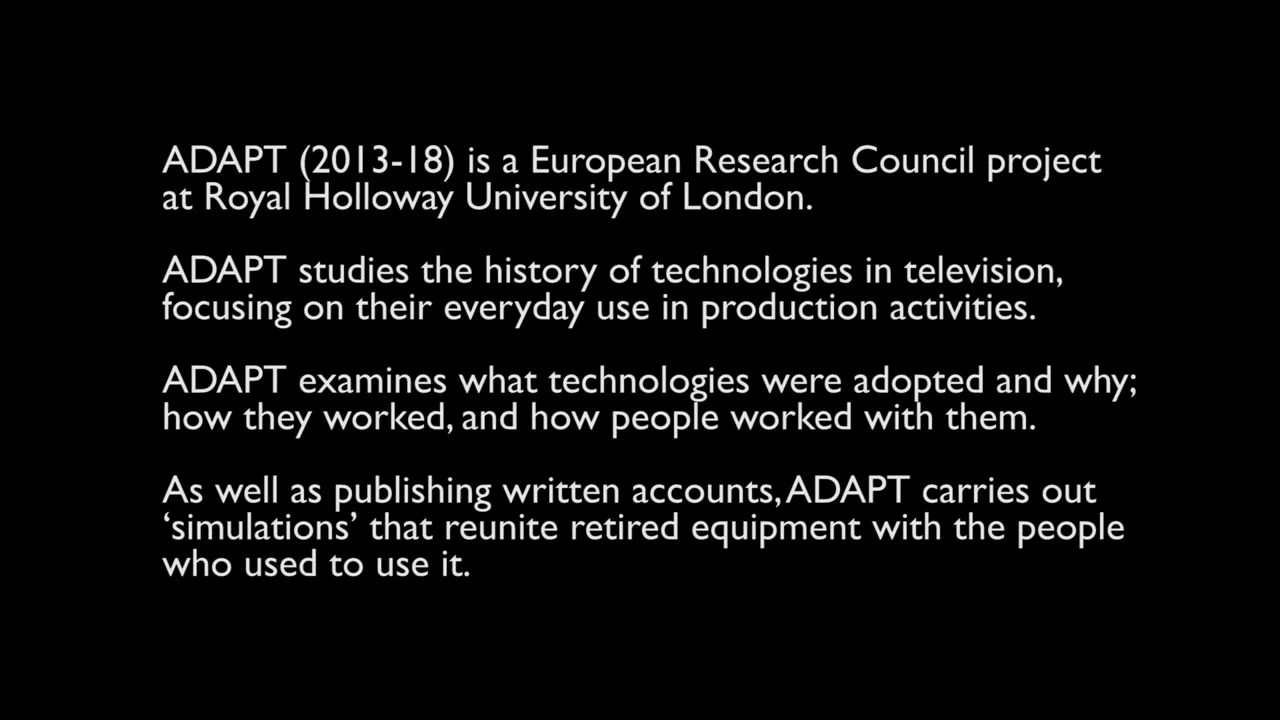 ADAPT (2013-18) is a European Research Council project
at Royal Holloway University of London.
ADAPT studies the history of technologies in television,
focusing on their everyday use in production activities.
ADAPT examines what technologies were adopted and why;
how they worked, and how people worked with them.
As well as publishing written accounts, ADAPT carries out
‘simulations’ that reunite retired equipment with the people
who used to use it.